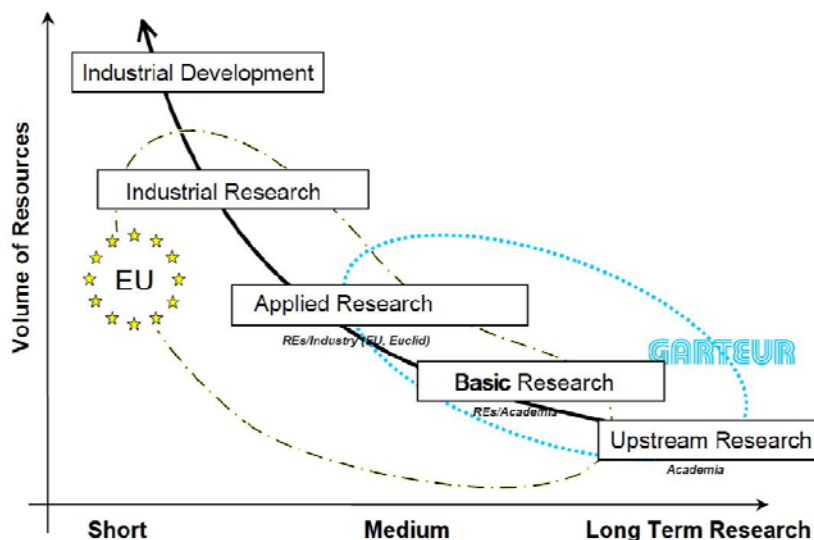 Industrial Development
Industrial Research
EU
Applied Research
REs/Industry (EU, Euclid)
GARTEUR
Basic Research
REs/Academia
Upstream Research
Academia
Volume of Resources
Short
Medium
Long Term Research